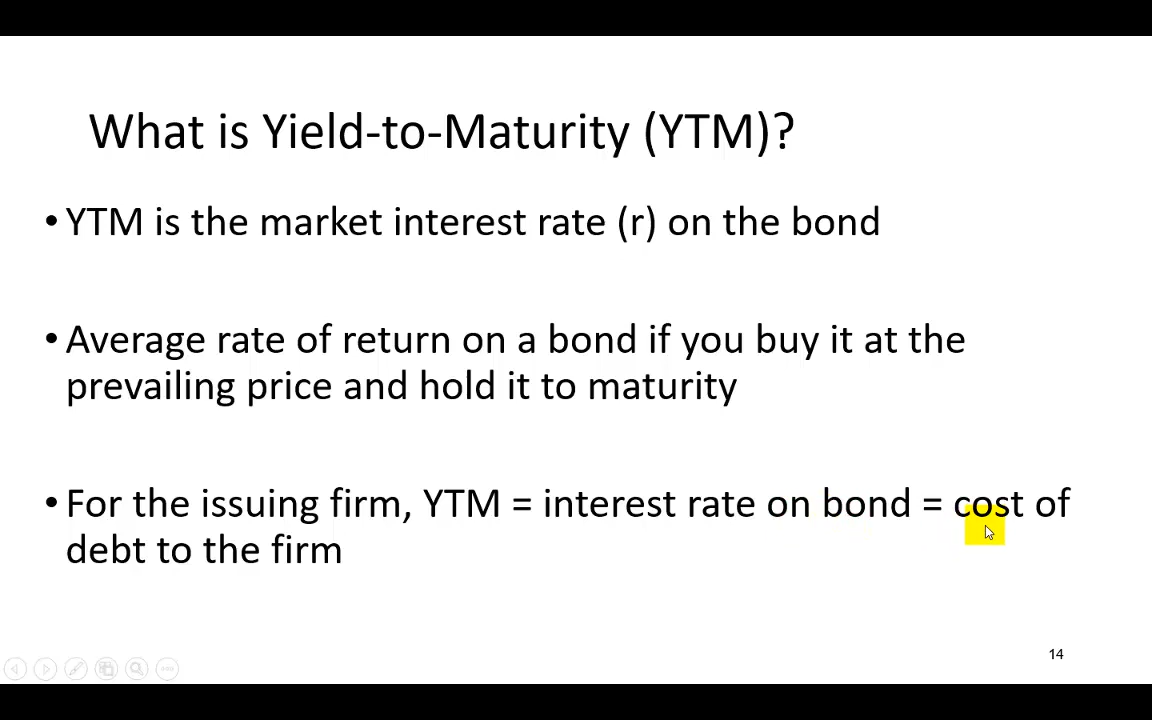 What is Yield-to-Maturity (YTM)?
• YTM is the market interest rate (r) on the bond
• Average rate of return on a bond if you buy it at the
prevailing price and hold it to maturity
• For the issuing firm, YTM = interest rate on bond = cost of
debt to the firm
14